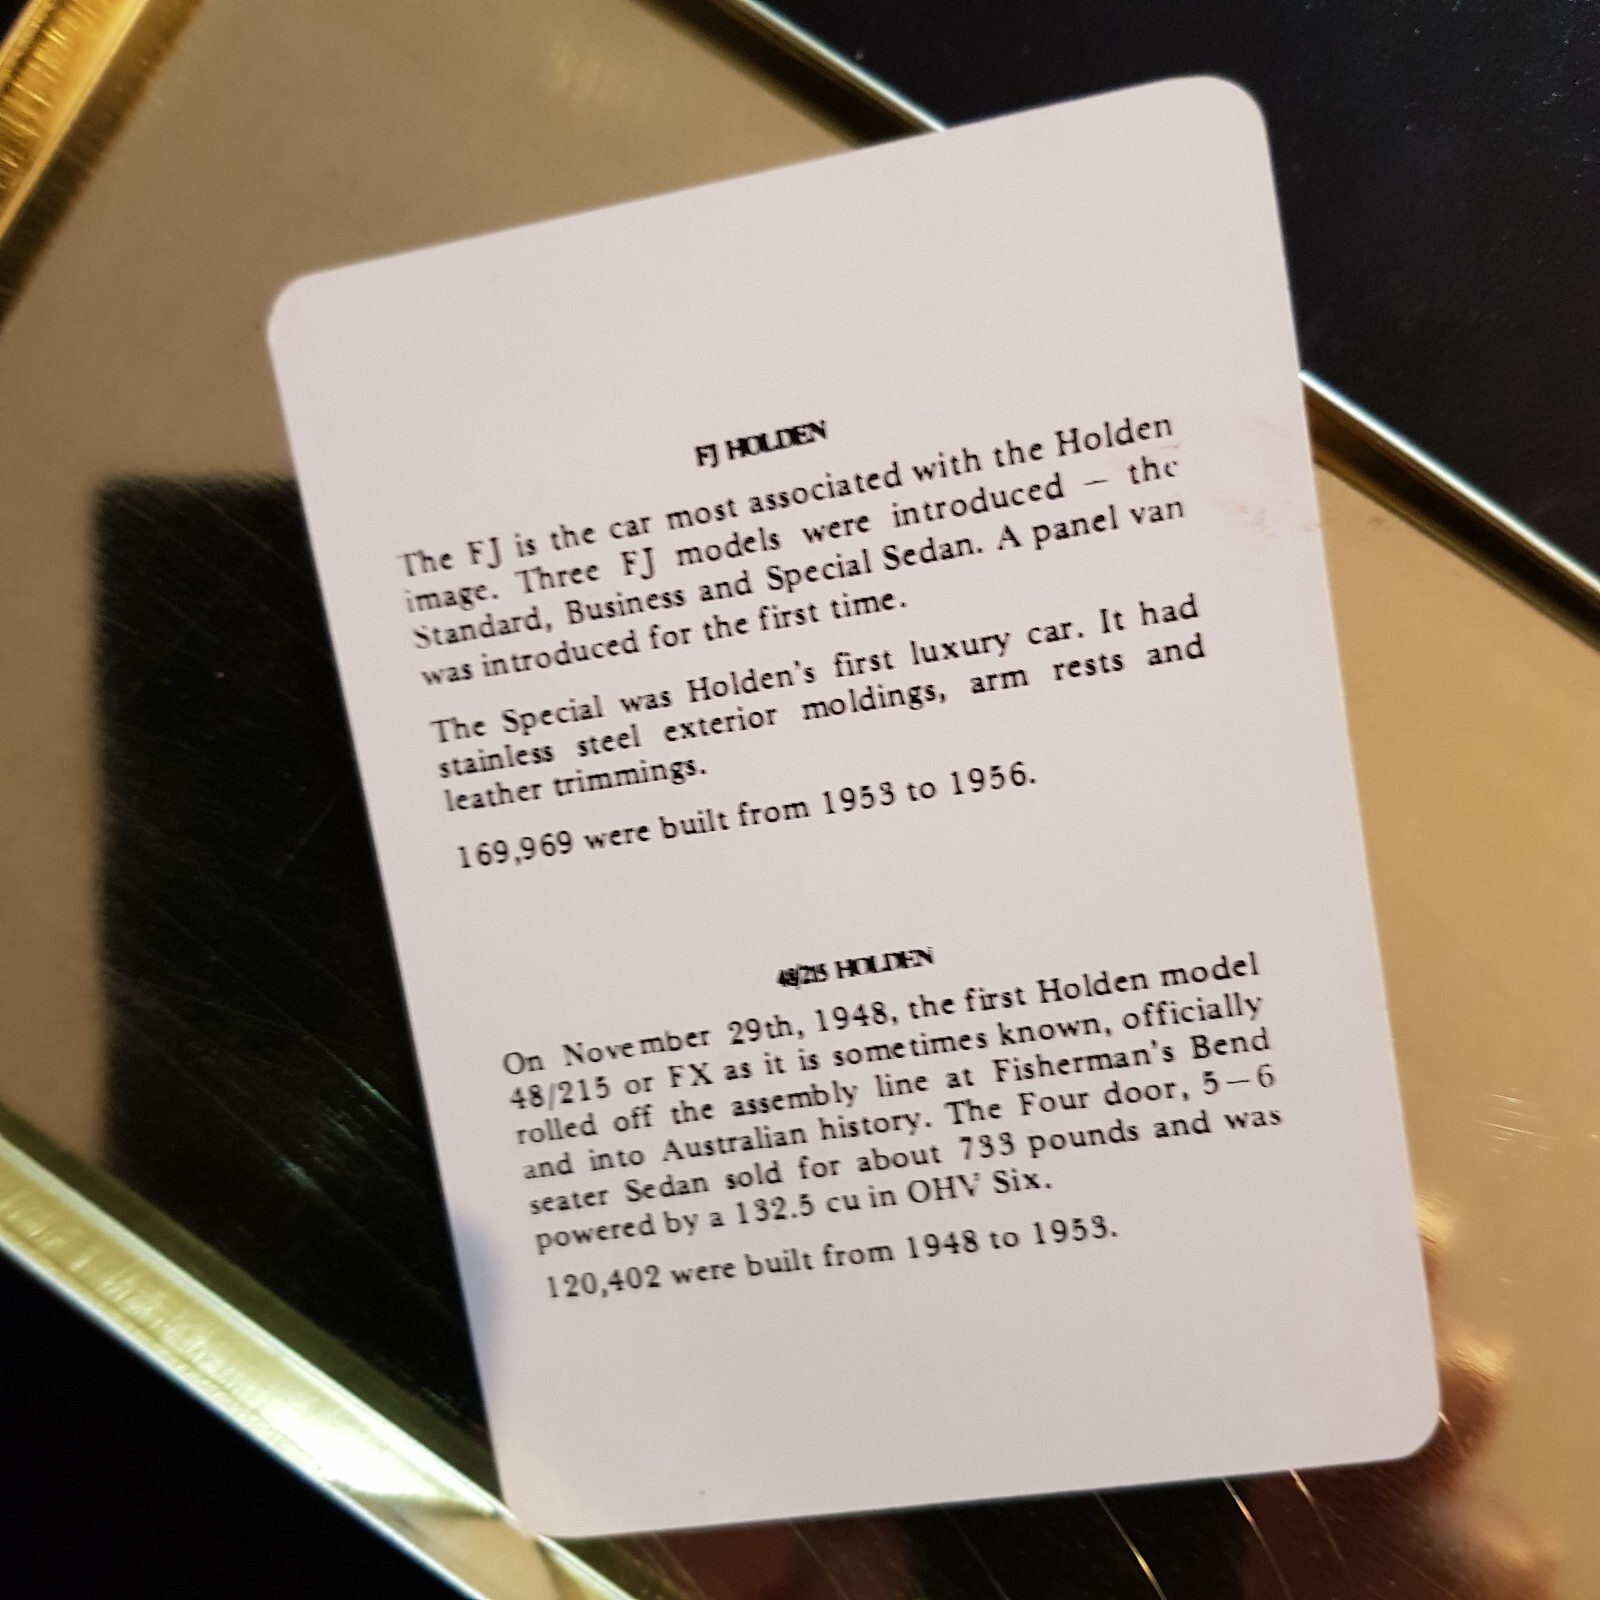 FJ HOLDEN
The FJ is the car most associated with the Holden
image. Three FJ models were introduced – the
Standard, Business and Special Sedan. A panel van
was introduced for the first time.
The Special was Holden's first luxury car. It had
stainless steel exterior moldings, arm rests and
leather trimmings.
169,969 were built from 1953 to 1956.
48/215 HOLDEN
On November 29th, 1948, the first Holden model
48/215 or FX as it is sometimes known, officially
rolled off the assembly line at Fisherman's Bend
and into Australian history. The Four door, 5–6
seater Sedan sold for about 733 pounds and was
powered by a 132.5 cu in OHV Six.
120,402 were built from 1948 to 1953.